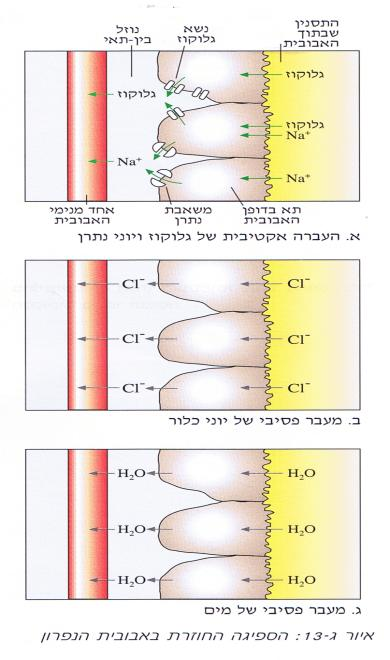 התסנין
שבתוך
האבובית
נשא
גלוקוז
נוזל
בין-תאי
גלוקוז
גלוקוז
גלוקוז
Na⁺
Na⁺
Na⁺
תא בדופן
האבובית
משאבת
נתרן
אחד מנימי
האבובית
א. העברה אקטיבית של גלוקוז ויוני נתרן
Cl⁻ Cl⁻
Cl⁻ Cl⁻
Cl⁻ Cl⁻
ב. מעבר פסיבי של יוני כלור
H₂O H₂O
H₂O H₂O
H₂O H₂O
ג. מעבר פסיבי של מים
איור ג-13: הספיגה החוזרת באבובית הנפרון